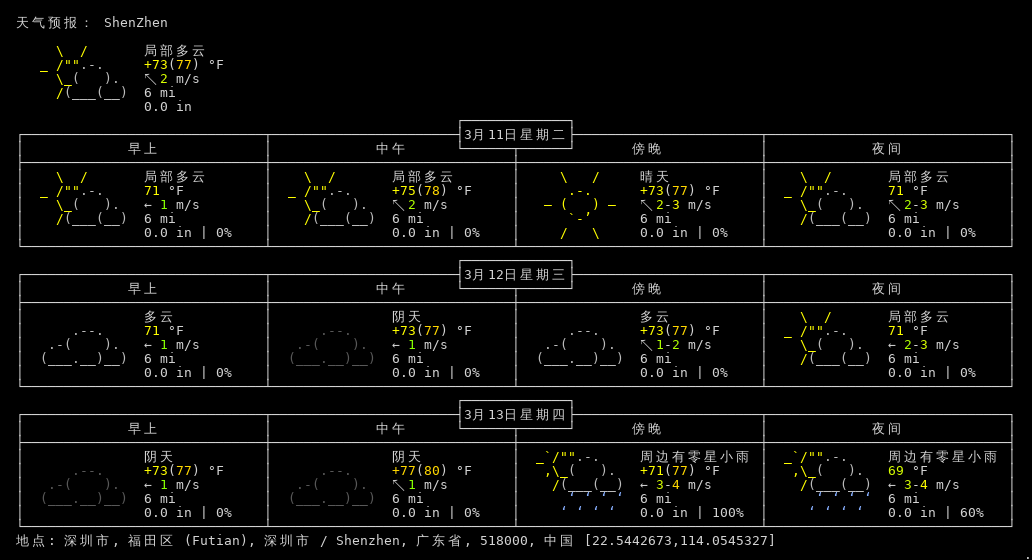 天气预报： ShenZhen
局部多云
+73(77) °F
↖ 2 m/s
6 mi
0.0 in
3月11日星期二
早上 中午 傍晚 夜间
局部多云 局部多云 晴天 局部多云
71 °F +75(78) °F +73(77) °F 71 °F
← 1 m/s ↖ 2 m/s ↖ 2-3 m/s ↖ 2-3 m/s
6 mi 6 mi 6 mi 6 mi
0.0 in | 0% 0.0 in | 0% 0.0 in | 0% 0.0 in | 0%
3月12日星期三
早上 中午 傍晚 夜间
多云 阴天 多云 局部多云
71 °F +73(77) °F +73(77) °F 71 °F
← 1 m/s ← 1 m/s ↖ 1-2 m/s ← 2-3 m/s
6 mi 6 mi 6 mi 6 mi
0.0 in | 0% 0.0 in | 0% 0.0 in | 0% 0.0 in | 0%
3月13日星期四
早上 中午 傍晚 夜间
阴天 阴天 周边有零星小雨 周边有零星小雨
+73(77) °F +77(80) °F +71(77) °F 69 °F
← 1 m/s ↖ 1 m/s ← 3-4 m/s ← 3-4 m/s
6 mi 6 mi 6 mi 6 mi
0.0 in | 0% 0.0 in | 0% 0.0 in | 100% 0.0 in | 60%
地点: 深圳市, 福田区 (Futian), 深圳市 / Shenzhen, 广东省, 518000, 中国 [22.5442673,114.0545327]